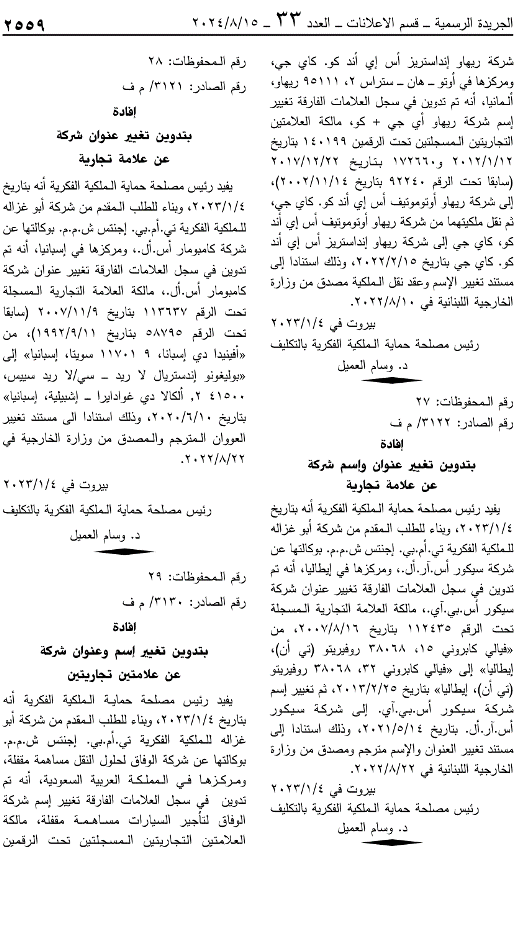 الجريدة الرسمية ــ قسم الاعلانات ــ العدد ٣٣ ــ ٢٠٢٤/٨/١٥
٢٥٥٩
شركة ريهاو إنداستريز أس إي أند كو. كاي جي،
ومركزها في أوتو ــ هان ــ ستراس ٢، ٩٥١١١ ريهاو،
ألمانيا، أنه تم تدوين في سجل العلامات الفارقة تغيير
إسم شركة ريهاو أي جي + كو، مالكة العلامتين
التجاريتين المسجلتين تحت الرقمين ١٤٠١٩٩ بتاريخ
٢٠١٢/١/١٢ و١٧٢٦٦٠ بتاريخ ٢٠١٧/١٢/٢٢
(سابقا تحت الرقم ٩٢٢٤٠ بتاريخ ٢٠٠٢/١١/١٤)،
إلى شركة ريهاو أوتوموتيف أس إي أند كو. كاي جي،
ثم نقل ملكيتهما من شركة ريهاو أوتوموتيف أس إي أند
كو، كاي جي إلى شركة ريهاو إنداستريز أس إي أند
كو. كاي جي بتاريخ ٢٠٢٢/٢/١٥، وذلك استنادا إلى
مستند تغيير الإسم وعقد نقل الملكية مصدق من وزارة
الخارجية اللبنانية في ٢٠٢٢/٨/١٠.
بيروت في ٢٠٢٣/١/٤
رئيس مصلحة حماية الملكية الفكرية بالتكليف
د. وسام العميل
رقم المحفوظات: ٢٧
رقم الصادر: ٣١٢٢/ م ف
إفادة
بتدوين تغيير عنوان وإسم شركة
عن علامة تجارية
يفيد رئيس مصلحة حماية الملكية الفكرية أنه بتاريخ
٢٠٢٣/١/٤، وبناء للطلب المقدم من شركة أبو غزاله
للملكية الفكرية تي.أم.بي. إجنتس ش.م.م. بوكالتها عن
شركة سيكور أس.آر.أل.، ومركزها في إيطاليا، أنه تم
تدوين في سجل العلامات الفارقة تغيير عنوان شركة
سيكور أس.بي.آي.، مالكة العلامة التجارية المسجلة
تحت الرقم ١١٢٤٣٥ بتاريخ ٢٠٠٧/٨/١٦، من
«فيالي كابروني ١٥، ٣٨٠٦٨ روفيريتو (تي أن)،
إيطاليا» إلى «فيالي كابروني ٣٢، ٣٨٠٦٨ روفيريتو
(تي أن)، إيطاليا» بتاريخ ٢٠١٣/٢/٢٥، ثم تغيير إسم
شركة سيكور أس.بي.آي. إلى شركة سيكور
أس.آر.أل. بتاريخ ٢٠٢١/٥/١٤، وذلك استنادا إلى
مستند تغيير العنوان والإسم مترجم ومصدق من وزارة
الخارجية اللبنانية في ٢٠٢٢/٨/٢٢.
بيروت في ٢٠٢٣/١/٤
رئيس مصلحة حماية الملكية الفكرية بالتكليف
د. وسام العميل
رقم المحفوظات: ٢٨
رقم الصادر: ٣١٢١/ م ف
إفادة
بتدوين تغيير عنوان شركة
عن علامة تجارية
يفيد رئيس مصلحة حماية الملكية الفكرية أنه بتاريخ
٢٠٢٣/١/٤، وبناء للطلب المقدم من شركة أبو غزاله
للملكية الفكرية تي.أم.بي. إجنتس ش.م.م. بوكالتها عن
شركة كامبومار أس.أل.، ومركزها في إسبانيا، أنه تم
تدوين في سجل العلامات الفارقة تغيير عنوان شركة
كامبومار أس.أل.، مالكة العلامة التجارية المسجلة
تحت الرقم ١١٣٦٣٧ بتاريخ ٢٠٠٧/١١/٩ (سابقا
تحت الرقم ٥٨٧٩٥ بتاريخ ١٩٩٢/٩/١١)، من
«أفينيدا دي إسبانا، ٩ ١١٧٠١ سويتا، إسبانيا» إلى
«بوليغونو إندستريال لا ريد ــ سي/لا ريد سييس،
٢ ٤١٥٠٠, ألكالا دي غوادايرا ــ إشبيلية، إسبانيا»
بتاريخ ٢٠٢٠/٦/١٠، وذلك استنادا الى مستند تغيير
العووان المترجم والمصدق من وزارة الخارجية في
٢٠٢٢/٨/٢٢.
بيروت في ٢٠٢٣/١/٤
رئيس مصلحة حماية الملكية الفكرية بالتكليف
د. وسام العميل
رقم المحفوظات: ٢٩
رقم الصادر: ٣١٣٠/ م ف
إفادة
بتدوين تغيير إسم وعنوان شركة
عن علامتين تجاريتين
يفيد رئيس مصلحة حماية الملكية الفكرية أنه
بتاريخ ٢٠٢٣/١/٤، وبناء للطلب المقدم من شركة أبو
غزاله للملكية الفكرية تي.أم.بي. إجنتس ش.م.م.
بوكالتها عن شركة الوفاق لحلول النقل مساهمة مقفلة،
ومركزها في المملكة العربية السعودية، أنه تم
تدوين في سجل العلامات الفارقة تغيير إسم شركة
الوفاق لتأجير السيارات مساهمة مقفلة، مالكة
العلامتين التجاريتين المسجلتين تحت الرقمين